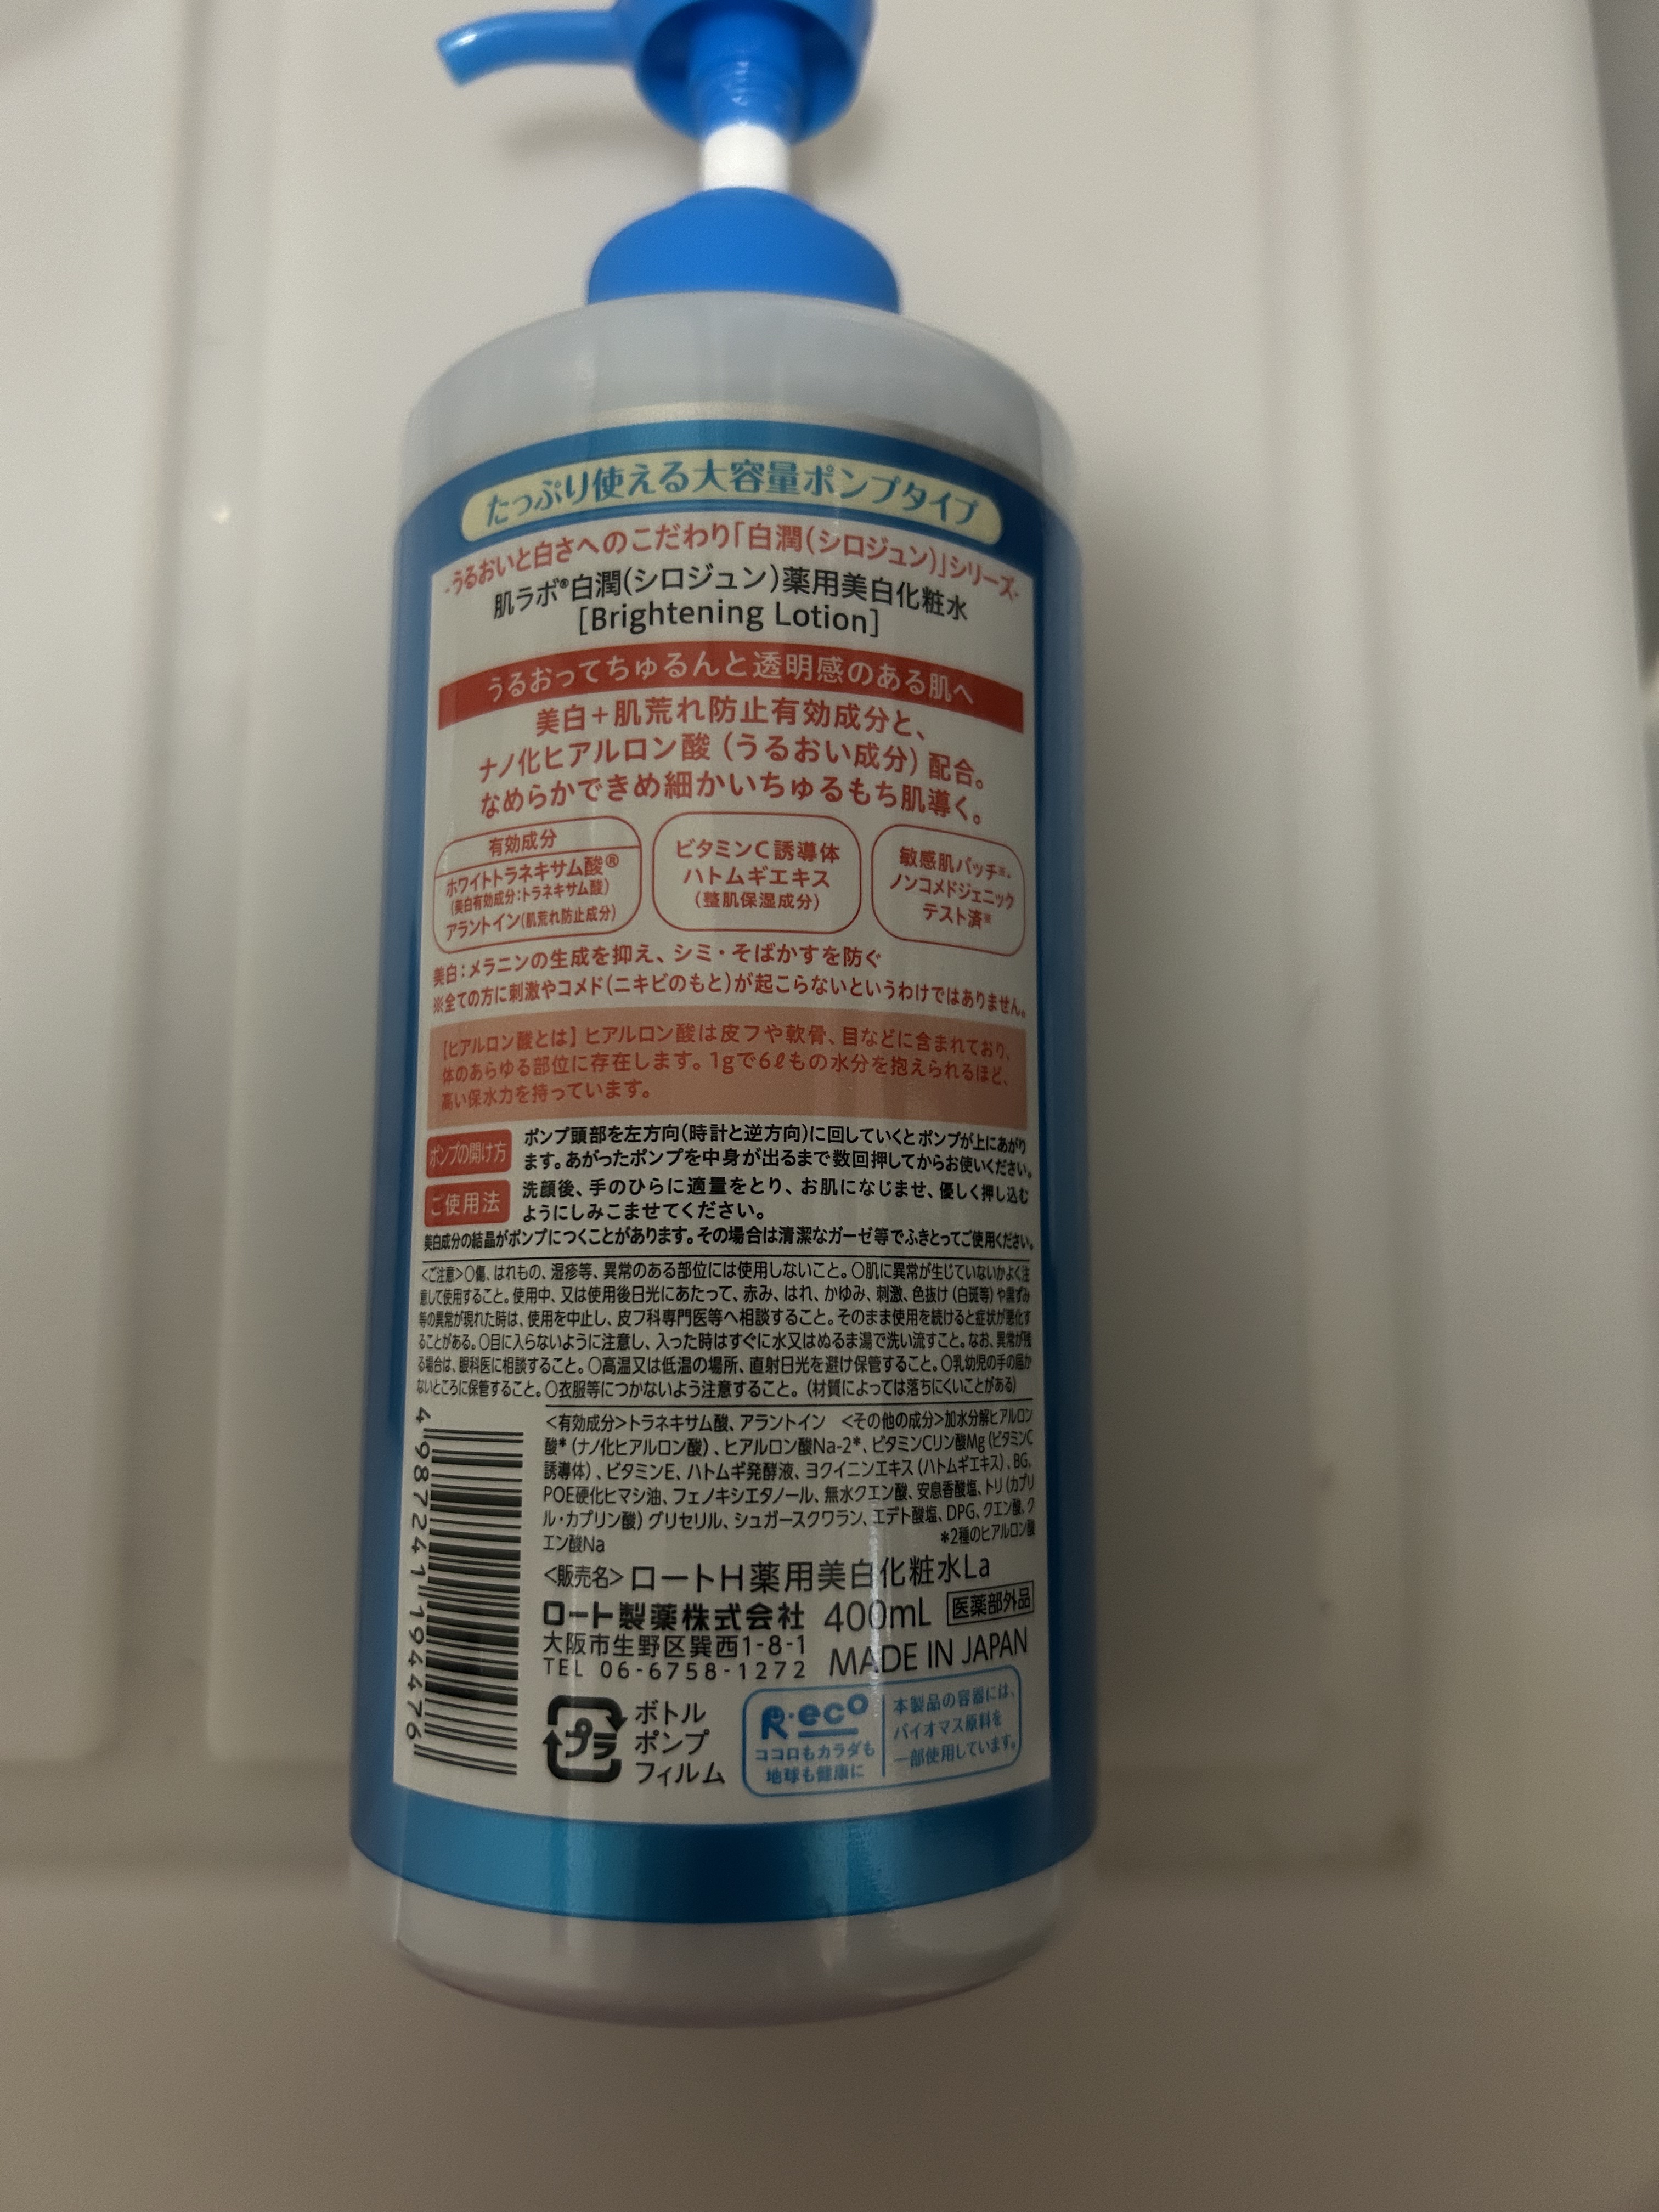 たっぷり使える大容量ポンプタイプ
-うるおいと白さへのこだわり「白潤(シロジュン)」シリーズ-
肌ラボ®白潤(シロジュン)薬用美白化粧水
[Brightening Lotion]
うるおってちゅるんと透明感のある肌へ
美白+肌荒れ防止有効成分と、
ナノ化ヒアルロン酸(うるおい成分)配合。
なめらかできめ細かいちゅるもち肌導く。
有効成分
ホワイトトラネキサム酸®
(美白有効成分:トラネキサム酸)
アラントイン(肌荒れ防止成分)
ビタミンC誘導体
ハトムギエキス
(整肌保湿成分)
敏感肌パッチ※・
ノンコメドジェニック
テスト済※
美白:メラニンの生成を抑え、シミ・そばかすを防ぐ
※全ての方に刺激やコメド(ニキビのもと)が起こらないというわけではありません。
【ヒアルロン酸とは】ヒアルロン酸は皮フや軟骨、目などに含まれており、
体のあらゆる部位に存在します。1gで6ℓもの水分を抱えられるほど、
高い保水力を持っています。
ポンプの開け方
ポンプ頭部を左方向(時計と逆方向)に回していくとポンプが上にあがり
ます。あがったポンプを中身が出るまで数回押してからお使いください。
ご使用法
洗顔後、手のひらに適量をとり、お肌になじませ、優しく押し込む
ようにしみこませてください。
美白成分の結晶がポンプにつくことがあります。その場合は清潔なガーゼ等でふきとってご使用ください。
<ご注意>○傷、はれもの、湿疹等、異常のある部位には使用しないこと。○肌に異常が生じていないかよく注
意して使用すること。使用中、又は使用後日光にあたって、赤み、はれ、かゆみ、刺激、色抜け(白斑等)や黒ずみ
等の異常が現れた時は、使用を中止し、皮フ科専門医等へ相談すること。そのまま使用を続けると症状が悪化す
ることがある。○目に入らないように注意し、入った時はすぐに水又はぬるま湯で洗い流すこと。なお、異常が残
る場合は、眼科医に相談すること。○高温又は低温の場所、直射日光を避け保管すること。○乳幼児の手の届か
ないところに保管すること。○衣服等につかないよう注意すること。(材質によっては落ちにくいことがある)
<有効成分>トラネキサム酸、アラントイン <その他の成分>加水分解ヒアルロン
酸*(ナノ化ヒアルロン酸)、ヒアルロン酸Na-2*、ビタミンCリン酸Mg(ビタミンC
誘導体)、ビタミンE、ハトムギ発酵液、ヨクイニンエキス(ハトムギエキス)、BG、
POE硬化ヒマシ油、フェノキシエタノール、無水クエン酸、安息香酸塩、トリ(カプリ
ル・カプリン酸)グリセリル、シュガースクワラン、エデト酸塩、DPG、クエン酸、ク
エン酸Na
*2種のヒアルロン酸
<販売名>ロートH薬用美白化粧水La
ロート製薬株式会社 400mL 医薬部外品
大阪市生野区巽西1-8-1
TEL 06-6758-1272 MADE IN JAPAN
4987241194476
プラ
ボトル
ポンプ
フィルム
R・eco
ココロもカラダも
地球も健康に
本製品の容器には、
バイオマス原料を
一部使用しています。